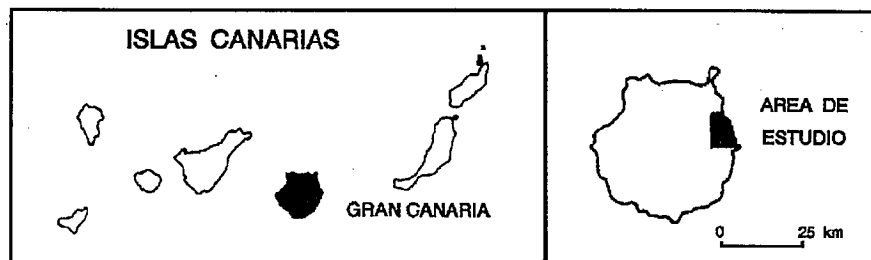 ISLAS CANARIAS
GRAN CANARIA
AREA DE
ESTUDIO
0 25 km